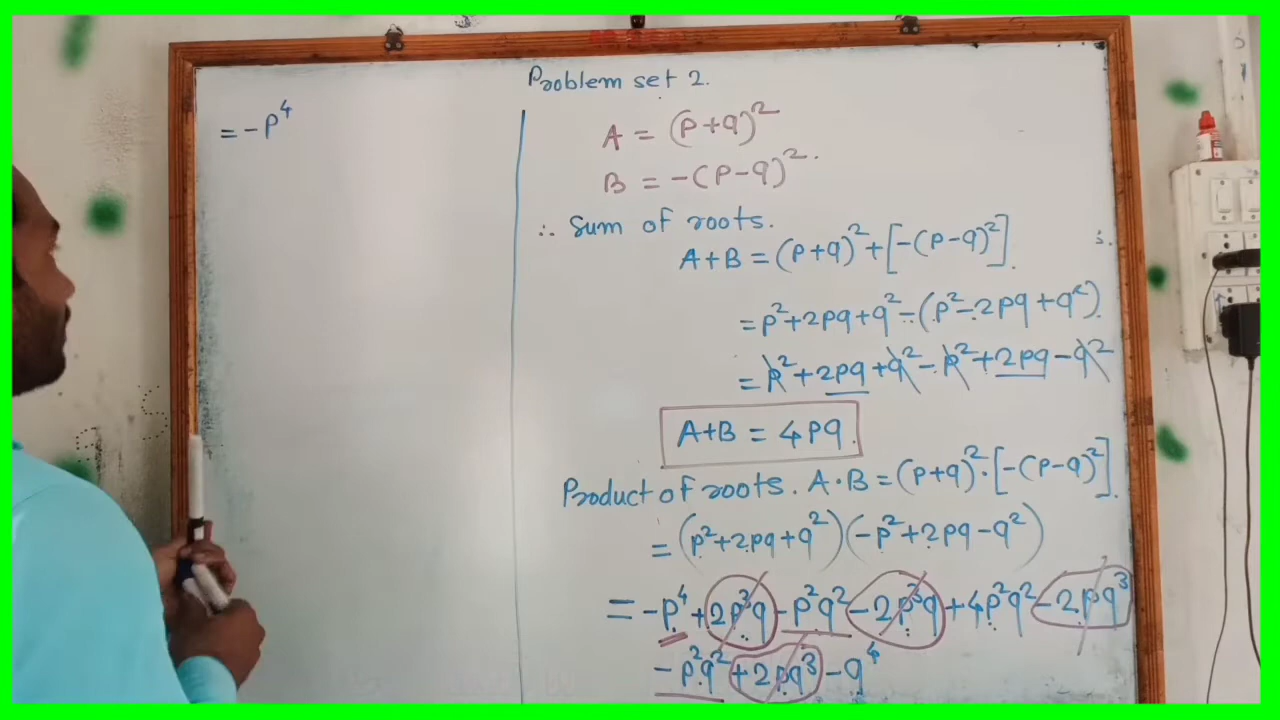 Problem set 2.
= -p⁴
A = (p+q)²
B = -(p-q)².
∴ Sum of roots.
A+B = (p+q)² + [-(p-q)²].
= p²+2pq+q² - (p²-2pq+q²).
= p²+2pq+q²-p²+2pq-q²
A+B = 4pq.
Product of roots. A·B = (p+q)²·[-(p-q)²].
= (p²+2pq+q²)(-p²+2pq-q²)
= -p⁴+2p³q-p²q²-2p³q+4p²q²-2pq³
-p²q²+2pq³-q⁴